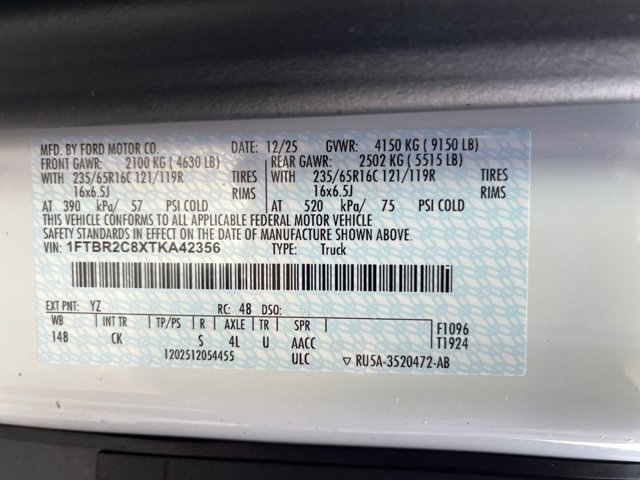 MFD. BY FORD MOTOR CO. DATE: 12/25 GVWR: 4150 KG ( 9150 LB)
FRONT GAWR: 2100 KG ( 4630 LB) REAR GAWR: 2502 KG ( 5515 LB)
WITH 235/65R16C 121/119R TIRES WITH 235/65R16C 121/119R TIRES
16x6.5J RIMS 16x6.5J RIMS
AT 390 kPa/ 57 PSI COLD AT 520 kPa/ 75 PSI COLD
THIS VEHICLE CONFORMS TO ALL APPLICABLE FEDERAL MOTOR VEHICLE
SAFETY STANDARDS IN EFFECT ON THE DATE OF MANUFACTURE SHOWN ABOVE.
VIN: 1FTBR2C8XTKA42356 TYPE: Truck
EXT PNT: YZ RC: 48 DSO:
WB INT TR TP/PS R AXLE TR SPR F1096
148 CK S 4L U AACC T1924
1202512054455 ULC ▽ RU5A-3520472-AB